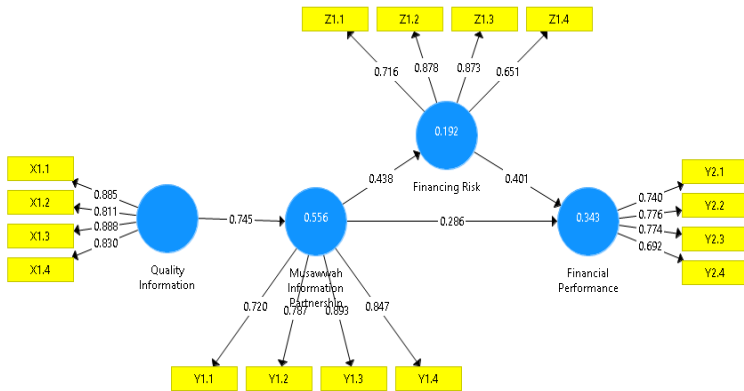 Z1.1
Z1.2
Z1.3
Z1.4
0.716
0.878
0.873
0.651
0.192
Financing Risk
0.438
0.401
X1.1
X1.2
X1.3
X1.4
0.885
0.811
0.888
0.830
Quality
Information
0.745
0.556
Musawwah
Information
Partnership
0.286
0.343
Financial
Performance
0.740
0.776
0.774
0.692
Y2.1
Y2.2
Y2.3
Y2.4
0.720
0.787
0.893
0.847
Y1.1
Y1.2
Y1.3
Y1.4